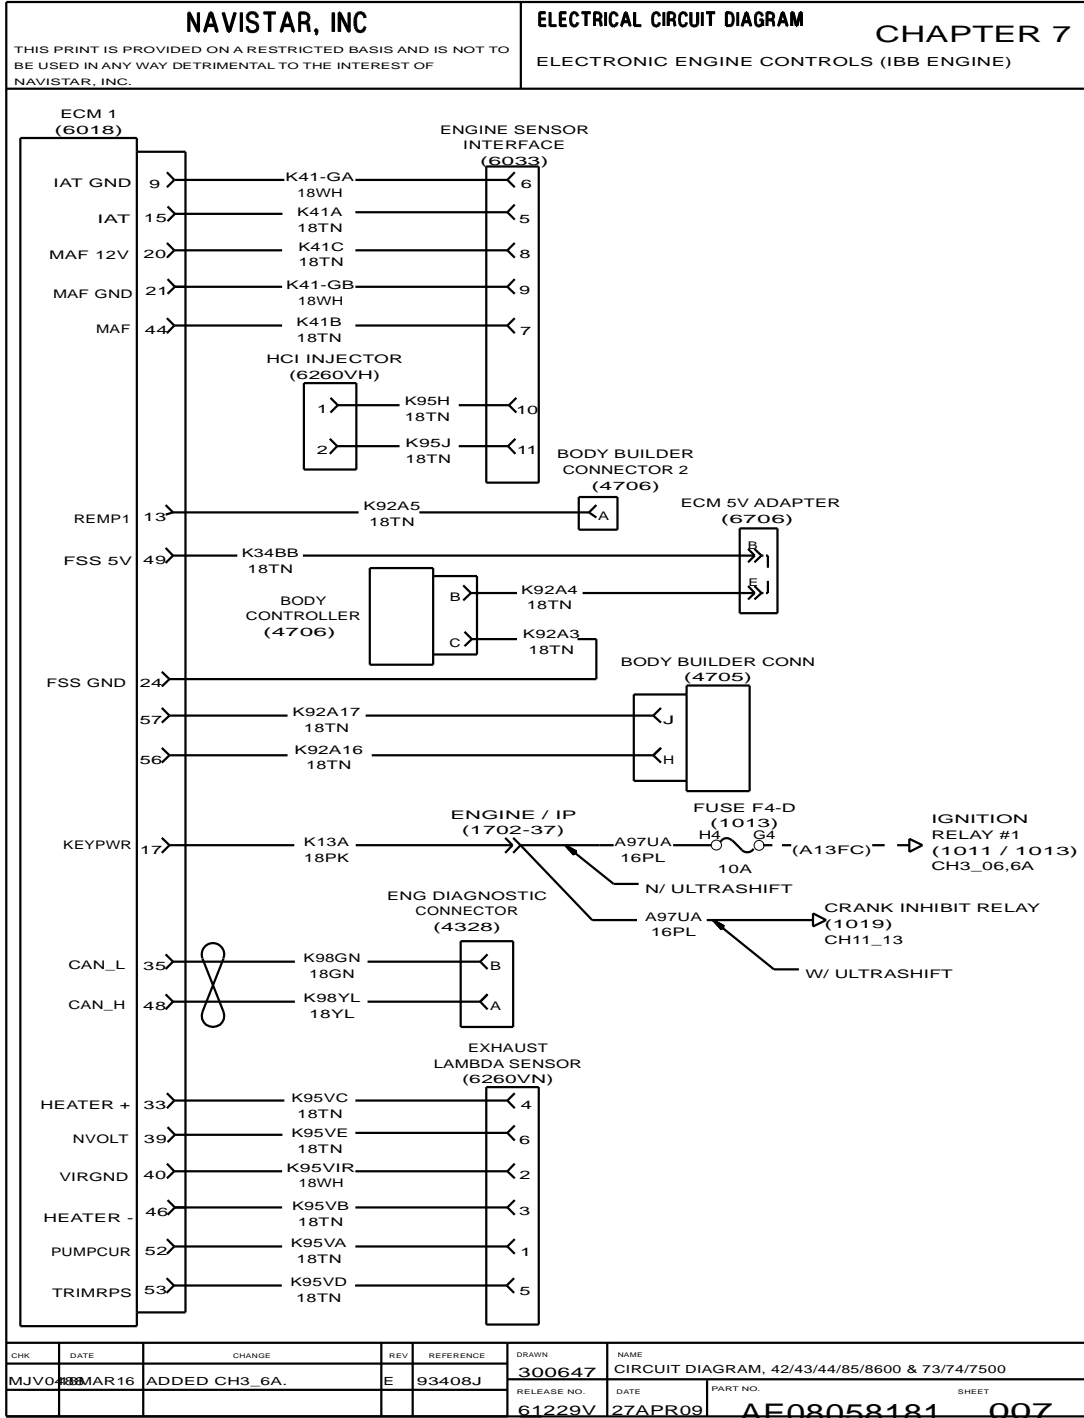 NAVISTAR, INC
THIS PRINT IS PROVIDED ON A RESTRICTED BASIS AND IS NOT TO
BE USED IN ANY WAY DETRIMENTAL TO THE INTEREST OF
NAVISTAR, INC.
ELECTRICAL CIRCUIT DIAGRAM
CHAPTER 7
ELECTRONIC ENGINE CONTROLS (IBB ENGINE)
ECM 1
(6018)
ENGINE SENSOR
INTERFACE
(6033)
IAT GND 9 K41-GA 6
18WH
IAT 15 K41A 5
18TN
MAF 12V 20 K41C 8
18TN
MAF GND 21 K41-GB 9
18WH
MAF 44 K41B 7
18TN
HCI INJECTOR
(6260VH)
1 K95H 10
18TN
2 K95J 11
18TN
BODY BUILDER
CONNECTOR 2
(4706)
REMP1 13 K92A5 A
18TN
ECM 5V ADAPTER
(6706)
FSS 5V 49 K34BB B
18TN
BODY
CONTROLLER
(4706)
B K92A4 E
18TN
C K92A3
18TN
FSS GND 24
BODY BUILDER CONN
(4705)
57 K92A17 J
18TN
56 K92A16 H
18TN
ENGINE / IP
(1702-37)
FUSE F4-D
(1013)
H4 G4
10A
KEYPWR 17 K13A A97UA (A13FC)
18PK 16PL
IGNITION
RELAY #1
(1011 / 1013)
CH3_06,6A
N/ ULTRASHIFT
A97UA
16PL
CRANK INHIBIT RELAY
(1019)
CH11_13
W/ ULTRASHIFT
ENG DIAGNOSTIC
CONNECTOR
(4328)
CAN_L 35 K98GN B
18GN
CAN_H 48 K98YL A
18YL
EXHAUST
LAMBDA SENSOR
(6260VN)
HEATER + 33 K95VC 4
18TN
NVOLT 39 K95VE 6
18TN
VIRGND 40 K95VIR 2
18WH
HEATER - 46 K95VB 3
18TN
PUMPCUR 52 K95VA 1
18TN
TRIMRPS 53 K95VD 5
18TN
CHK DATE CHANGE REV REFERENCE
ADDED CH3_6A. E 93408J
DRAWN
300647
NAME
CIRCUIT DIAGRAM, 42/43/44/85/8600 & 73/74/7500
RELEASE NO.
61229V
DATE
27APR09
PART NO.
AE08058181
SHEET
007